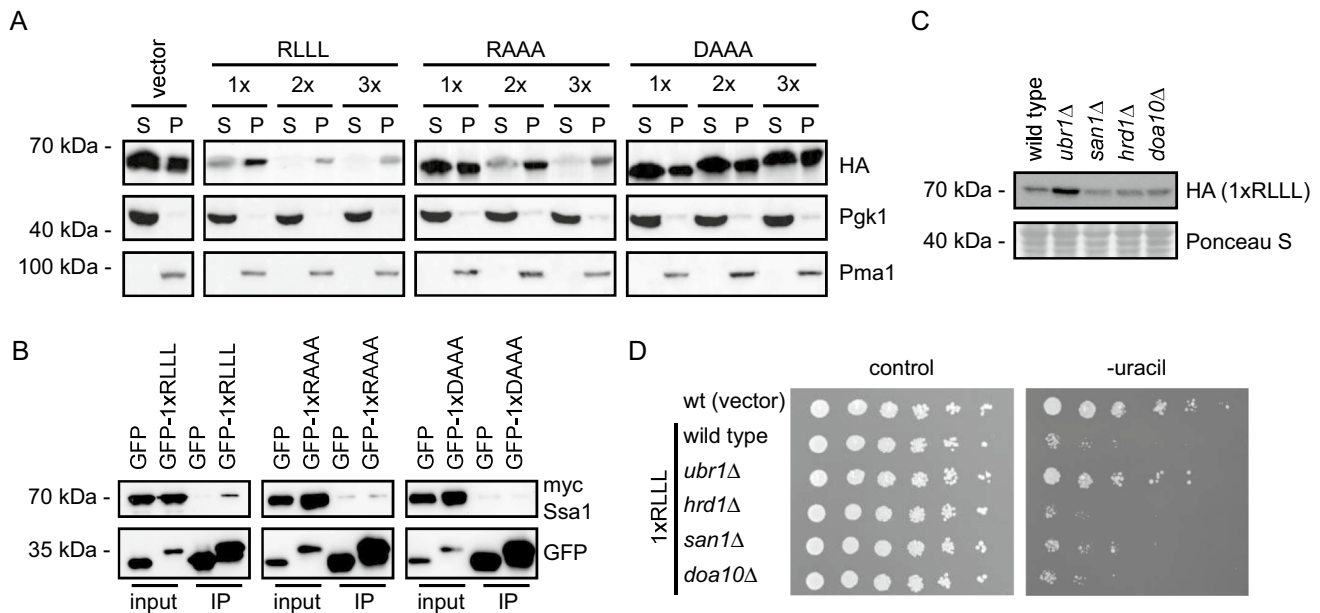 A
vector
RLLL
RAAA
DAAA
1x 2x 3x 1x 2x 3x 1x 2x 3x
S P S P S P S P S P S P S P S P S P S P
70 kDa -
HA
40 kDa -
Pgk1
100 kDa -
Pma1
B
GFP
GFP-1xRLLL
GFP
GFP-1xRLLL
GFP
GFP-1xRAAA
GFP
GFP-1xRAAA
GFP
GFP-1xDAAA
GFP
GFP-1xDAAA
70 kDa -
myc
Ssa1
35 kDa -
GFP
input IP input IP input IP
C
wild type
ubr1Δ
san1Δ
hrd1Δ
doa10Δ
70 kDa -
HA (1xRLLL)
40 kDa -
Ponceau S
D
control
-uracil
wt (vector)
1xRLLL
wild type
ubr1Δ
hrd1Δ
san1Δ
doa10Δ